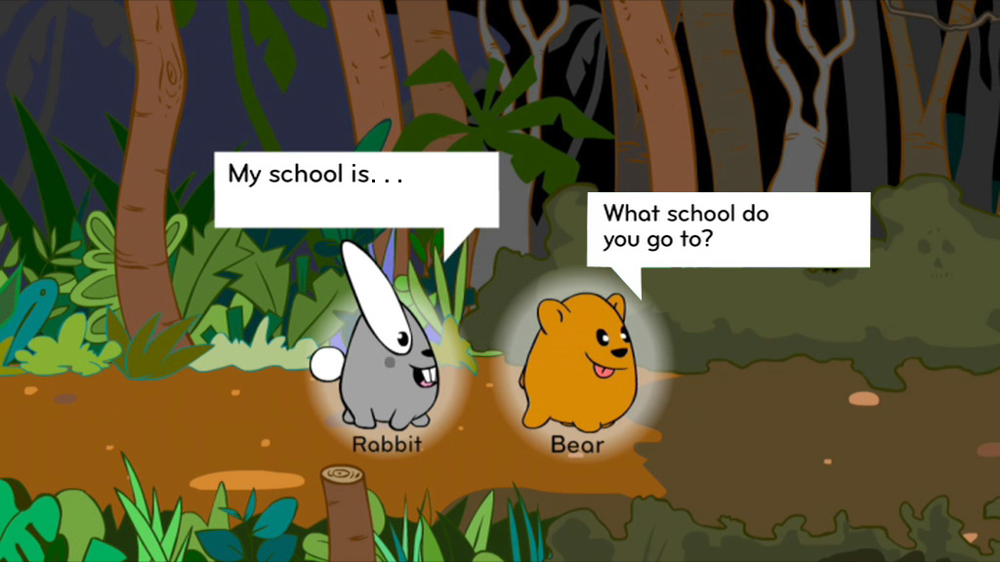 My school is. . .
What school do
you go to?
Rabbit
Bear